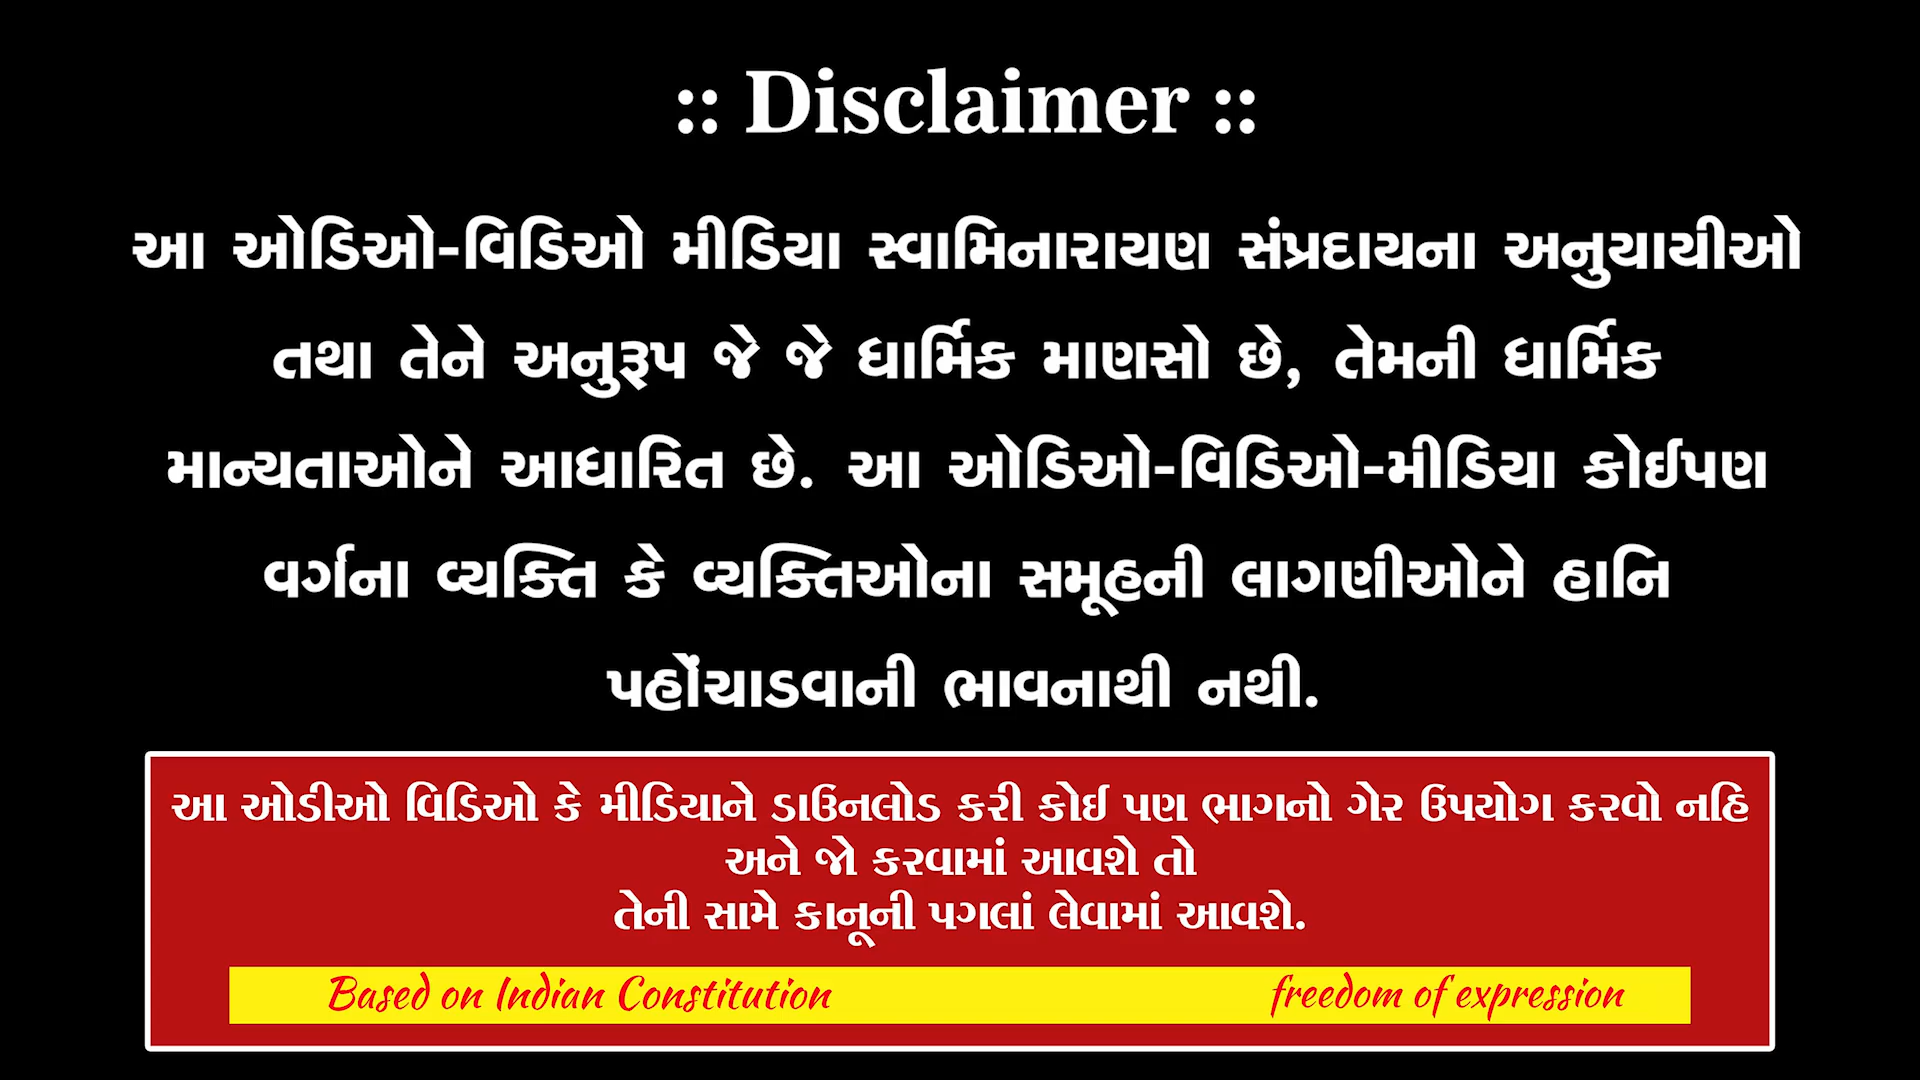 :: Disclaimer ::
આ ઓડિઓ-વિડિઓ મીડિયા સ્વામિનારાયણ સંપ્રદાયના અનુયાયીઓ
તથા તેને અનુરૂપ જે જે ધાર્મિક માણસો છે, તેમની ધાર્મિક
માન્યતાઓને આધારિત છે. આ ઓડિઓ-વિડિઓ-મીડિયા કોઈપણ
વર્ગના વ્યક્તિ કે વ્યક્તિઓના સમૂહની લાગણીઓને હાનિ
પહોંચાડવાની ભાવનાથી નથી.
આ ઓડીઓ વિડિઓ કે મીડિયાને ડાઉનલોડ કરી કોઈ પણ ભાગનો ગેર ઉપયોગ કરવો નહિ
અને જો કરવામાં આવશે તો
તેની સામે કાનૂની પગલાં લેવામાં આવશે.
Based on Indian Constitution freedom of expression